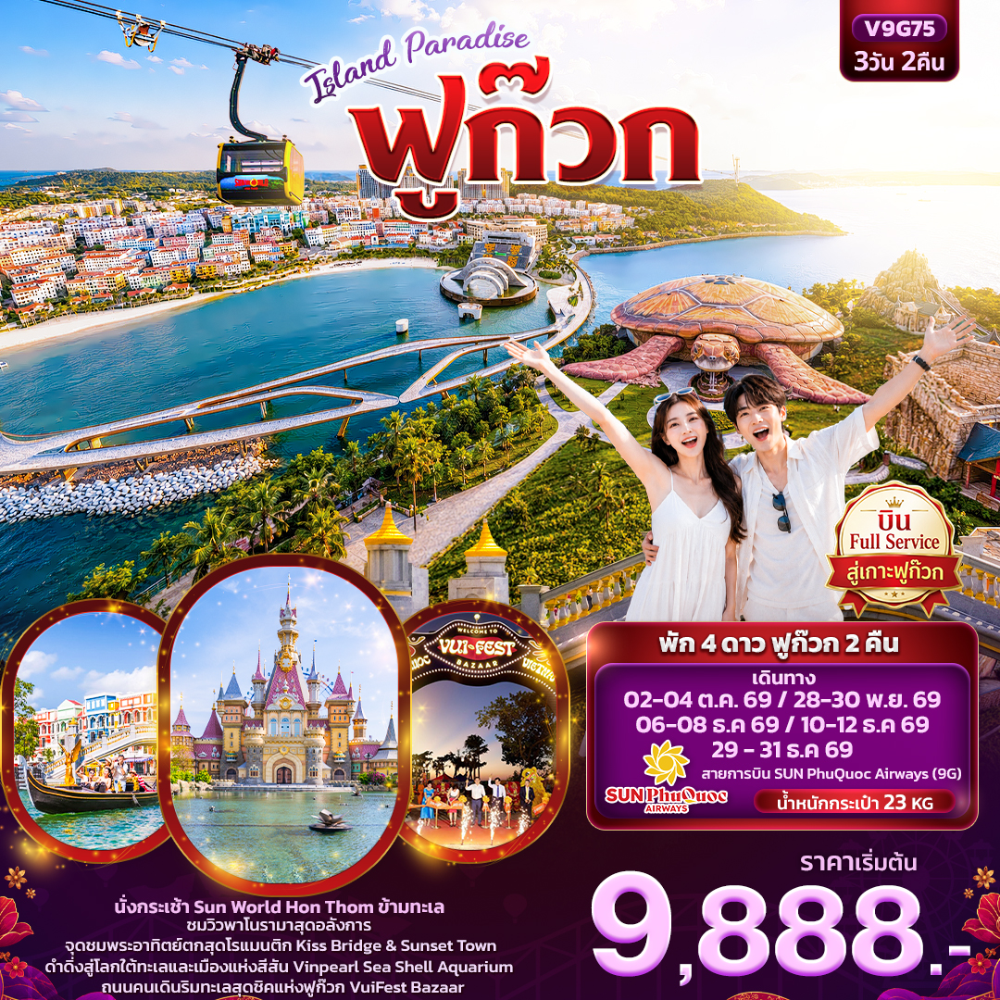 V9G75
3วัน 2คืน
Island Paradise
ฟูก๊วก
บิน
Full Service
สู่เกาะฟูก๊วก
WELCOME TO
VUI-FEST
BAZAAR
VIETNAM
พัก 4 ดาว ฟูก๊วก 2 คืน
เดินทาง
02-04 ต.ค. 69 / 28-30 พ.ย. 69
06-08 ธ.ค 69 / 10-12 ธ.ค 69
29 - 31 ธ.ค 69
สายการบิน SUN PhuQuoc Airways (9G)
SUN PhuQuoc
AIRWAYS
น้ำหนักกระเป๋า 23 KG
ราคาเริ่มต้น
9,888.-
นั่งกระเช้า Sun World Hon Thom ข้ามทะเล
ชมวิวพาโนรามาสุดอลังการ
จุดชมพระอาทิตย์ตกสุดโรแมนติก Kiss Bridge & Sunset Town
ดำดิ่งสู่โลกใต้ทะเลและเมืองแห่งสีสัน Vinpearl Sea Shell Aquarium
ถนนคนเดินริมทะเลสุดชิคแห่งฟูก๊วก VuiFest Bazaar